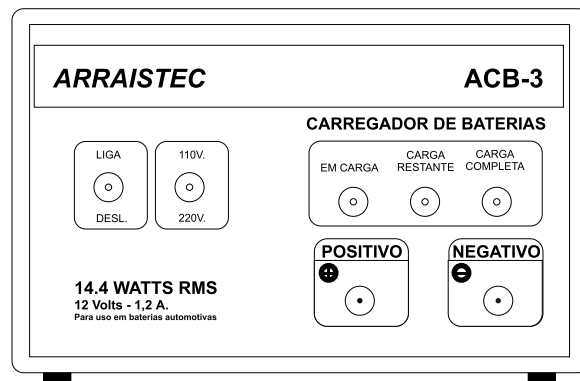 ARRAISTEC
ACB-3
CARREGADOR DE BATERIAS
LIGA
DESL.
110V.
220V.
EM CARGA
CARGA
RESTANTE
CARGA
COMPLETA
POSITIVO
NEGATIVO
14.4 WATTS RMS
12 Volts - 1,2 A.
Para uso em baterias automotivas